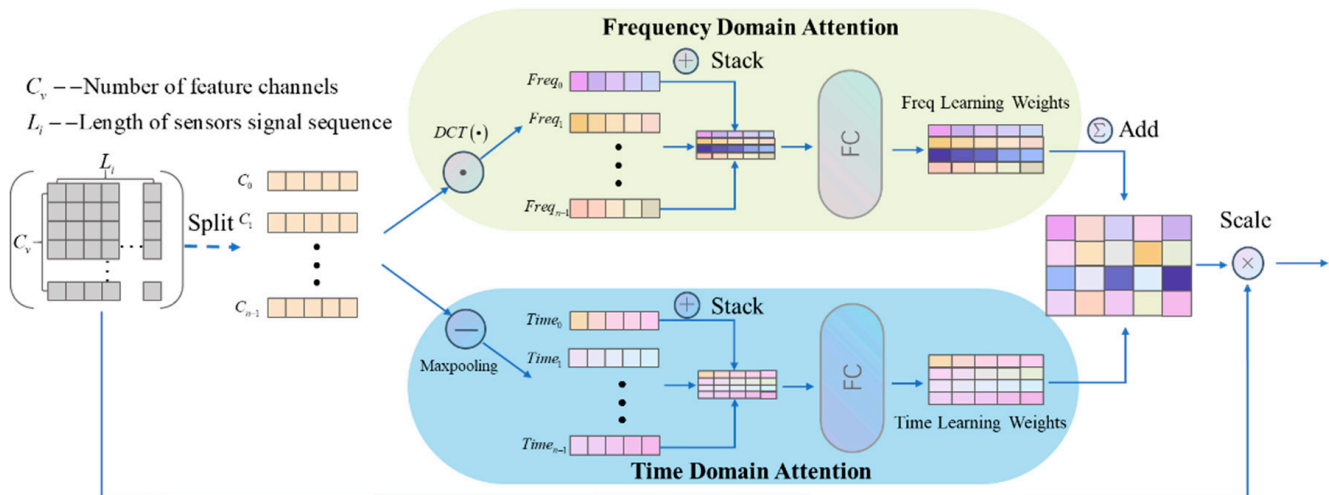 Frequency Domain Attention
+ Stack
C_v --Number of feature channels
L_i --Length of sensors signal sequence
L_i
C_v
Split
C_0
C_1
C_{n-1}
DCT(•)
Freq_0
Freq_1
Freq_{n-1}
FC
Freq Learning Weights
Σ Add
Scale
×
Maxpooling
+ Stack
Time_0
Time_1
Time_{n-1}
FC
Time Learning Weights
Time Domain Attention